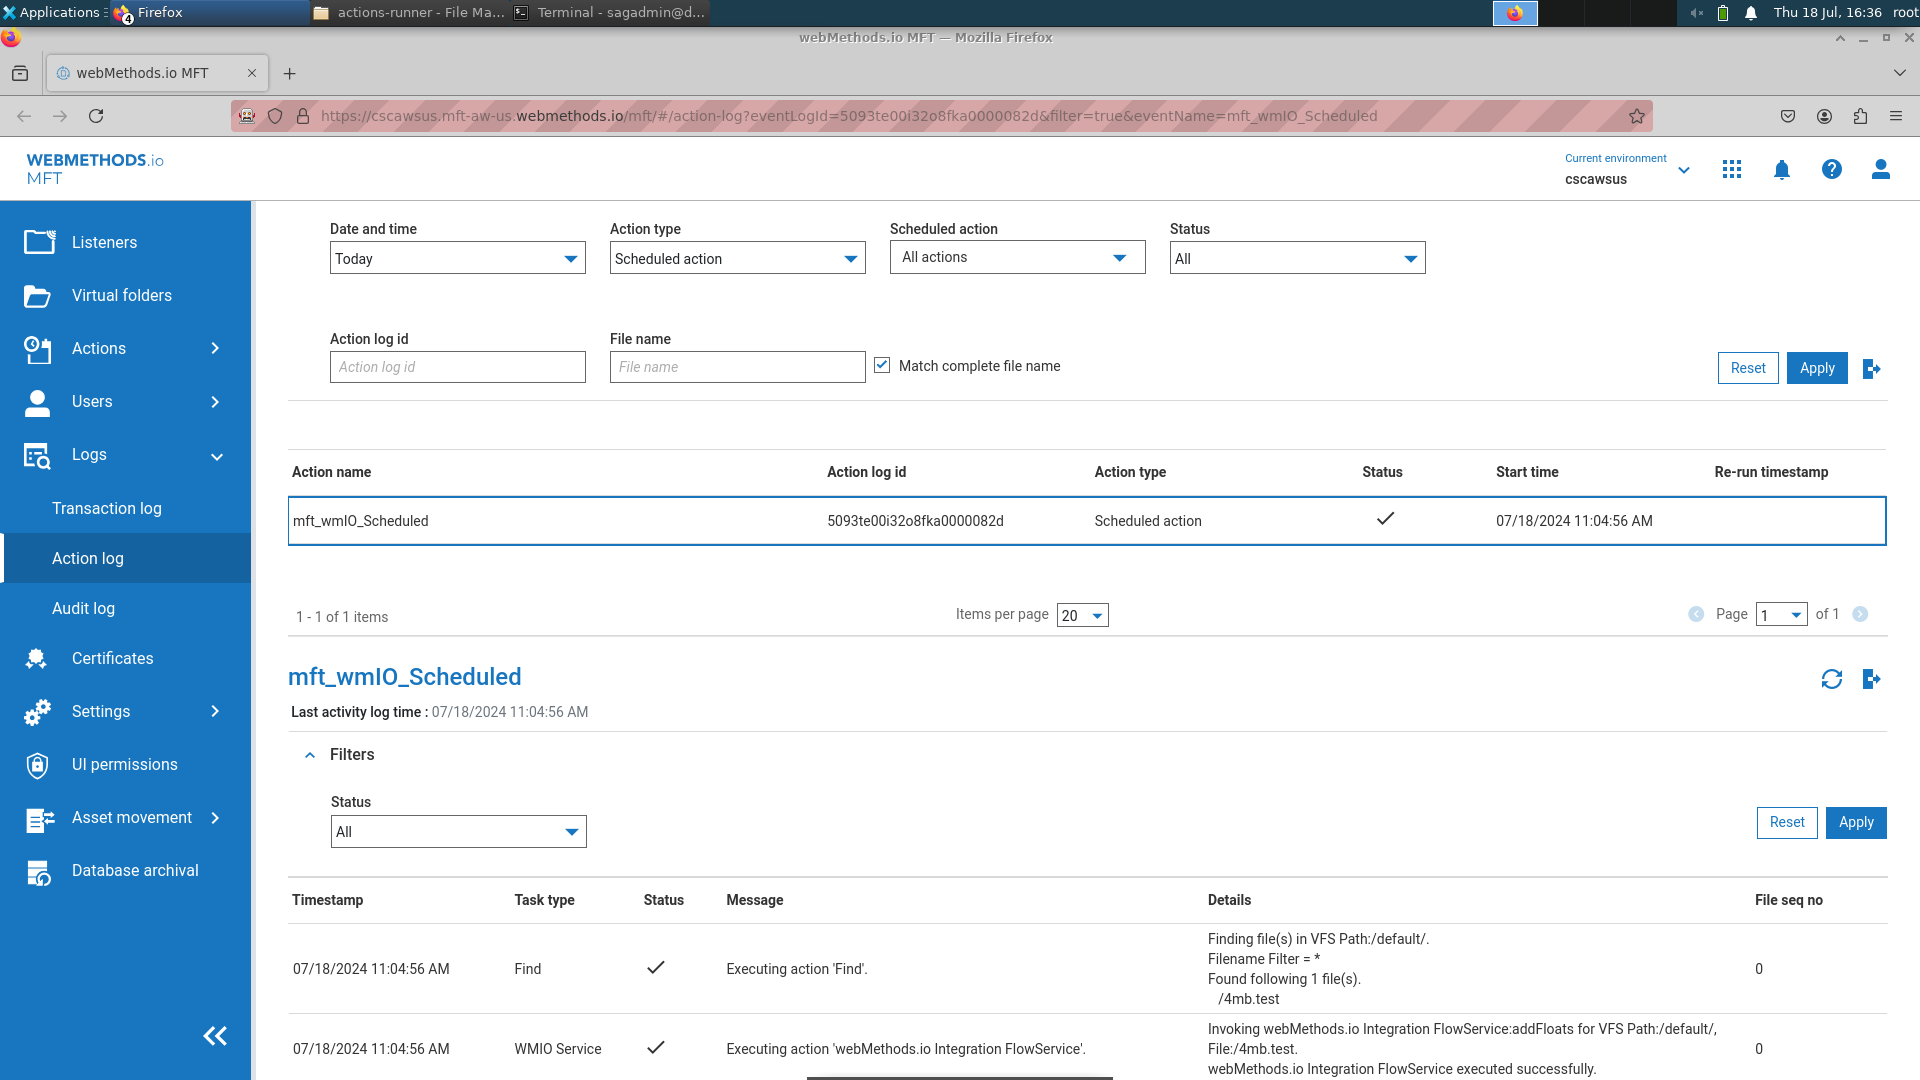 Applications
Firefox
4
actions-runner - File Ma...
Terminal - sagadmin@d...
Thu 18 Jul, 16:36
root
webMethods.io MFT — Mozilla Firefox
webMethods.io MFT
https://cscawsus.mft-aw-us.webmethods.io/mft/#/action-log?eventLogId=5093te00i32o8fka0000082d&filter=true&eventName=mft_wmIO_Scheduled
WEBMETHODS.io
MFT
Current environment
cscawsus
Listeners
Virtual folders
Actions
Users
Logs
Transaction log
Action log
Audit log
Certificates
Settings
UI permissions
Asset movement
Database archival
Date and time Action type Scheduled action Status
Today Scheduled action All actions All
Action log id File name
Action log id File name Match complete file name Reset Apply
Action name Action log id Action type Status Start time Re-run timestamp
mft_wmIO_Scheduled 5093te00i32o8fka0000082d Scheduled action 07/18/2024 11:04:56 AM
1 - 1 of 1 items Items per page 20 Page 1 of 1
mft_wmIO_Scheduled
Last activity log time : 07/18/2024 11:04:56 AM
Filters
Status
All Reset Apply
Timestamp Task type Status Message Details File seq no
07/18/2024 11:04:56 AM Find Executing action 'Find'. 0
Finding file(s) in VFS Path:/default/.
Filename Filter = *
Found following 1 file(s).
/4mb.test
07/18/2024 11:04:56 AM WMIO Service Executing action 'webMethods.io Integration FlowService'. 0
Invoking webMethods.io Integration FlowService:addFloats for VFS Path:/default/,
File:/4mb.test.
webMethods.io Integration FlowService executed successfully.